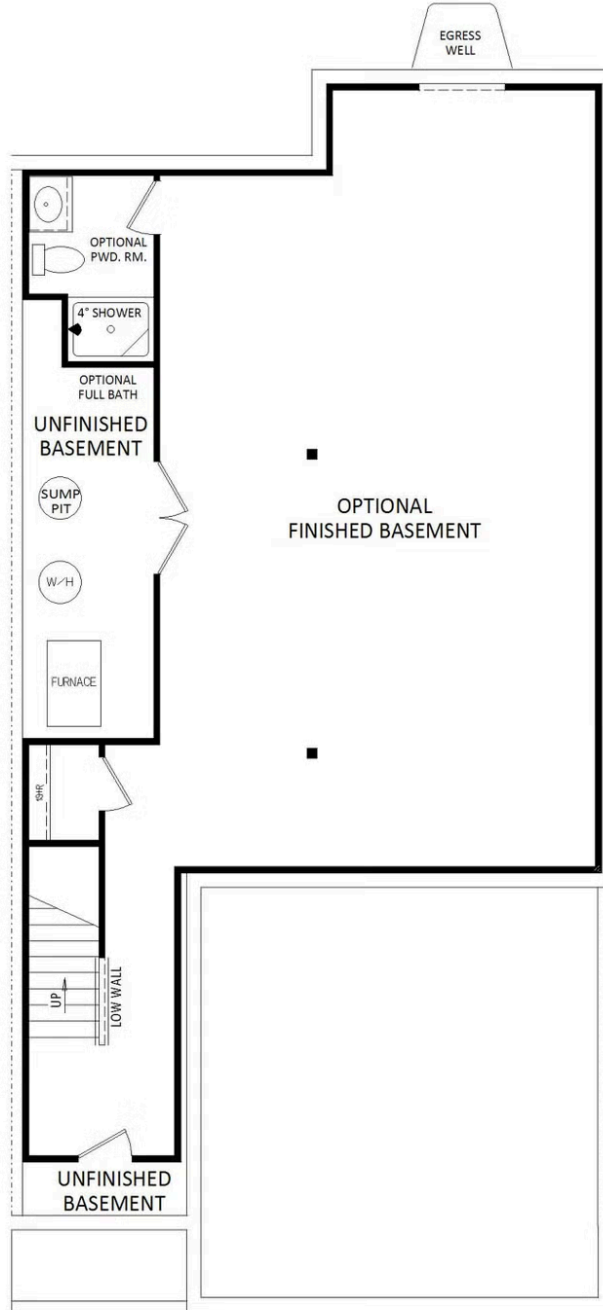 EGRESS
WELL
OPTIONAL
PWD. RM.
4° SHOWER
OPTIONAL
FULL BATH
UNFINISHED
BASEMENT
SUMP
PIT
OPTIONAL
FINISHED BASEMENT
W/H
FURNACE
UP
LOW WALL
UNFINISHED
BASEMENT